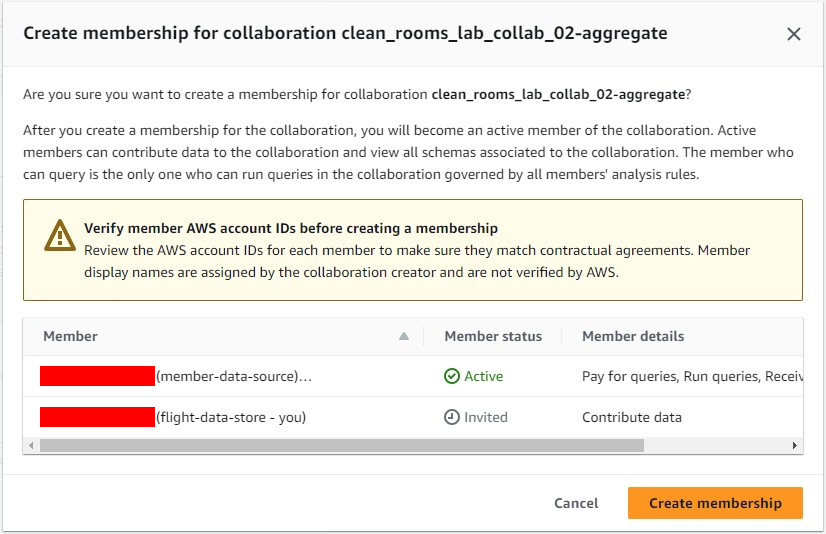 Create membership for collaboration clean_rooms_lab_collab_02-aggregate
Are you sure you want to create a membership for collaboration clean_rooms_lab_collab_02-aggregate?
After you create a membership for the collaboration, you will become an active member of the collaboration. Active
members can contribute data to the collaboration and view all schemas associated to the collaboration. The member who
can query is the only one who can run queries in the collaboration governed by all members' analysis rules.
Verify member AWS account IDs before creating a membership
Review the AWS account IDs for each member to make sure they match contractual agreements. Member
display names are assigned by the collaboration creator and are not verified by AWS.
Member Member status Member details
(member-data-source)... Active Pay for queries, Run queries, Receiv
(flight-data-store - you) Invited Contribute data
Cancel Create membership